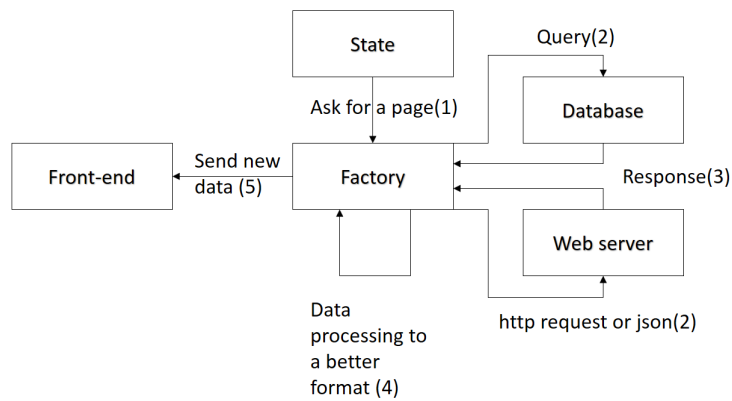 State
Query(2)
Ask for a page(1)
Database
Front-end
Send new
data (5)
Factory
Response(3)
Web server
Data
processing to
a better
format (4)
http request or json(2)